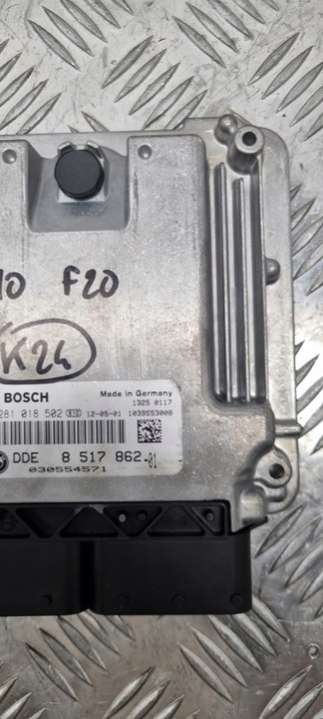 10 F20
K24
BOSCH
Made in Germany
1325 0117
281 018 502 12-05-01 1039S53008
DDE 8 517 862.01
030554571